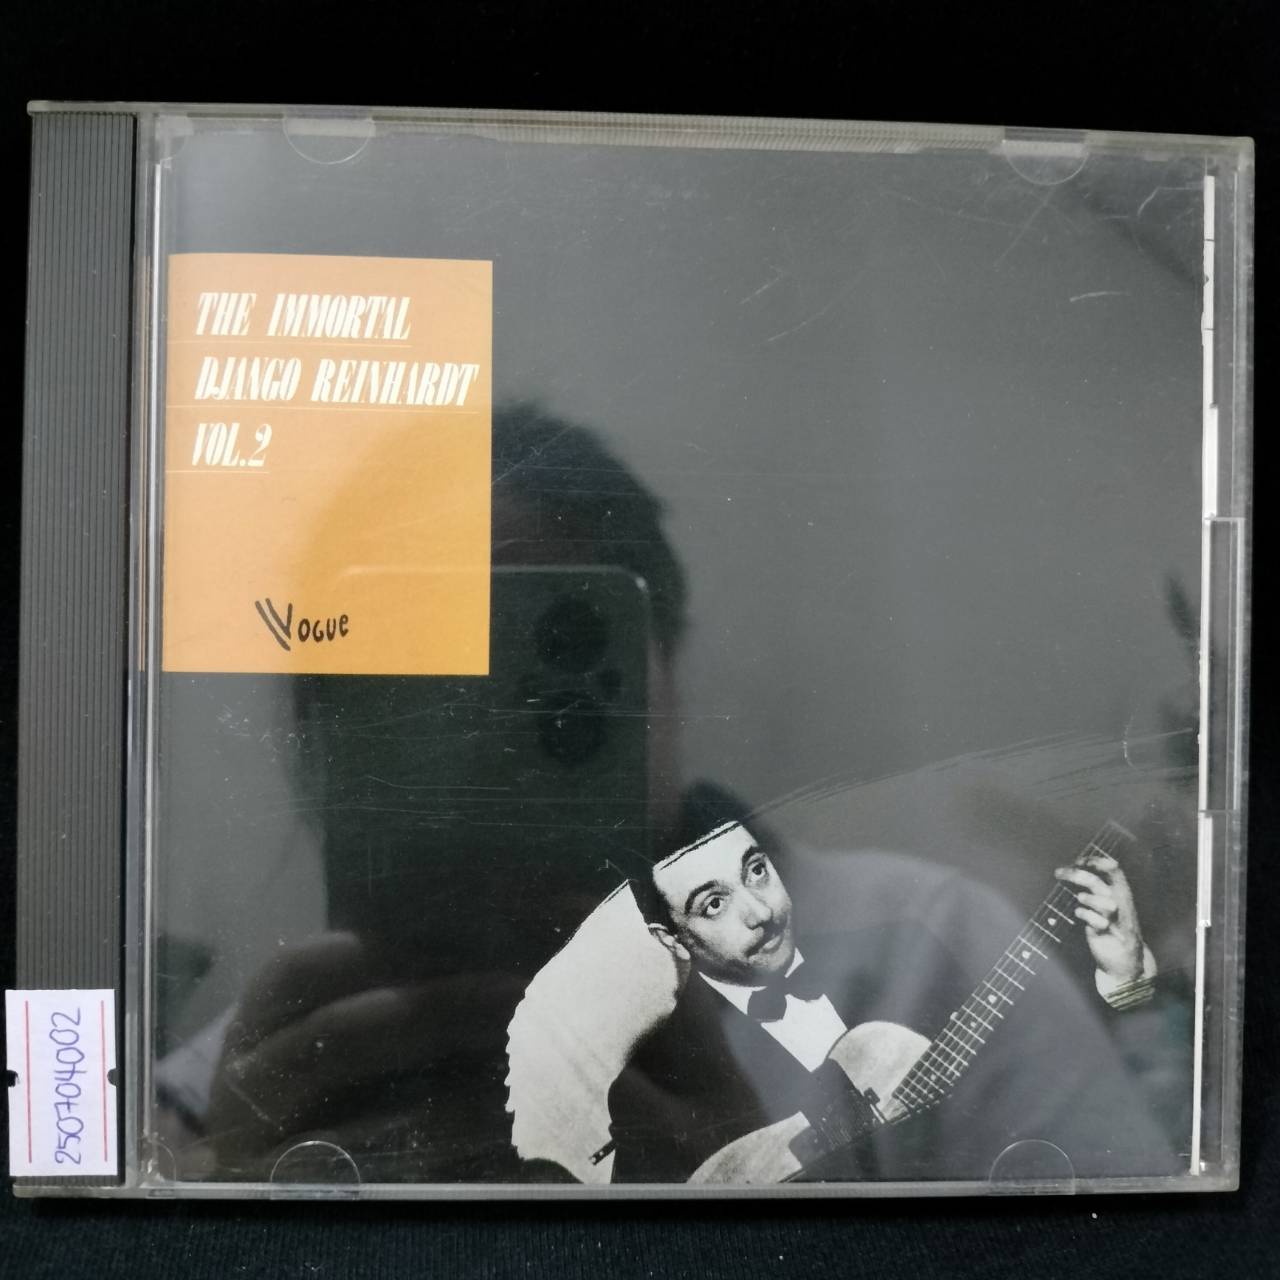 THE IMMORTAL
DJANGO REINHARDT
VOL.2
VOGUE
250704002